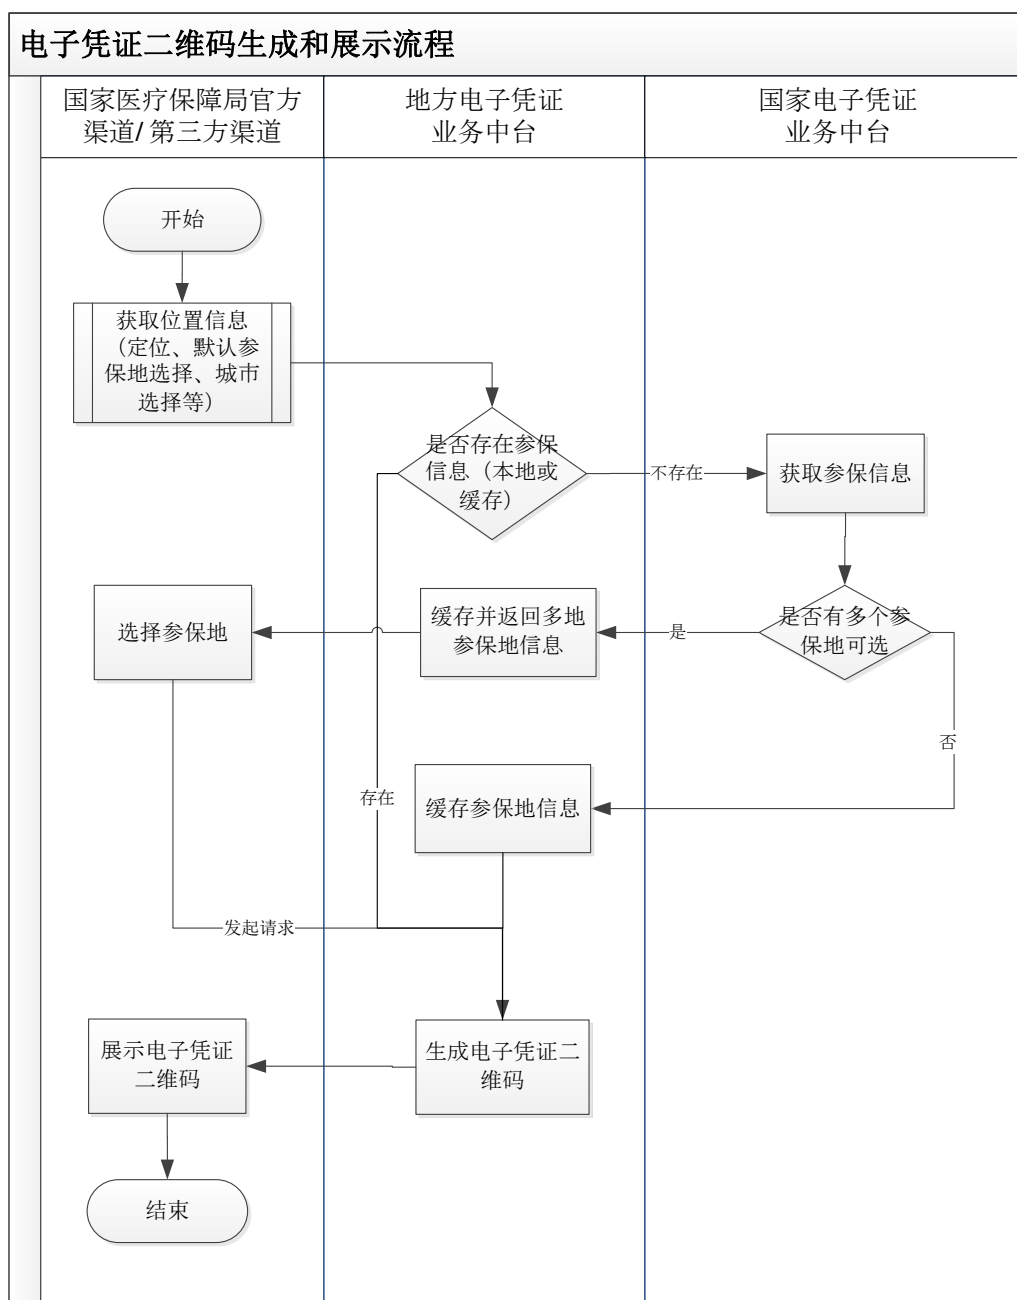 电子凭证二维码生成和展示流程
国家医疗保障局官方
渠道/第三方渠道
地方电子凭证
业务中台
国家电子凭证
业务中台
开始
获取位置信息
（定位、默认参
保地选择、城市
选择等）
是否存在参保
信息（本地或
缓存）
不存在
获取参保信息
选择参保地
缓存并返回多地
参保地信息
是
是否有多个参
保地可选
否
存在
缓存参保地信息
发起请求
展示电子凭证
二维码
生成电子凭证二
维码
结束